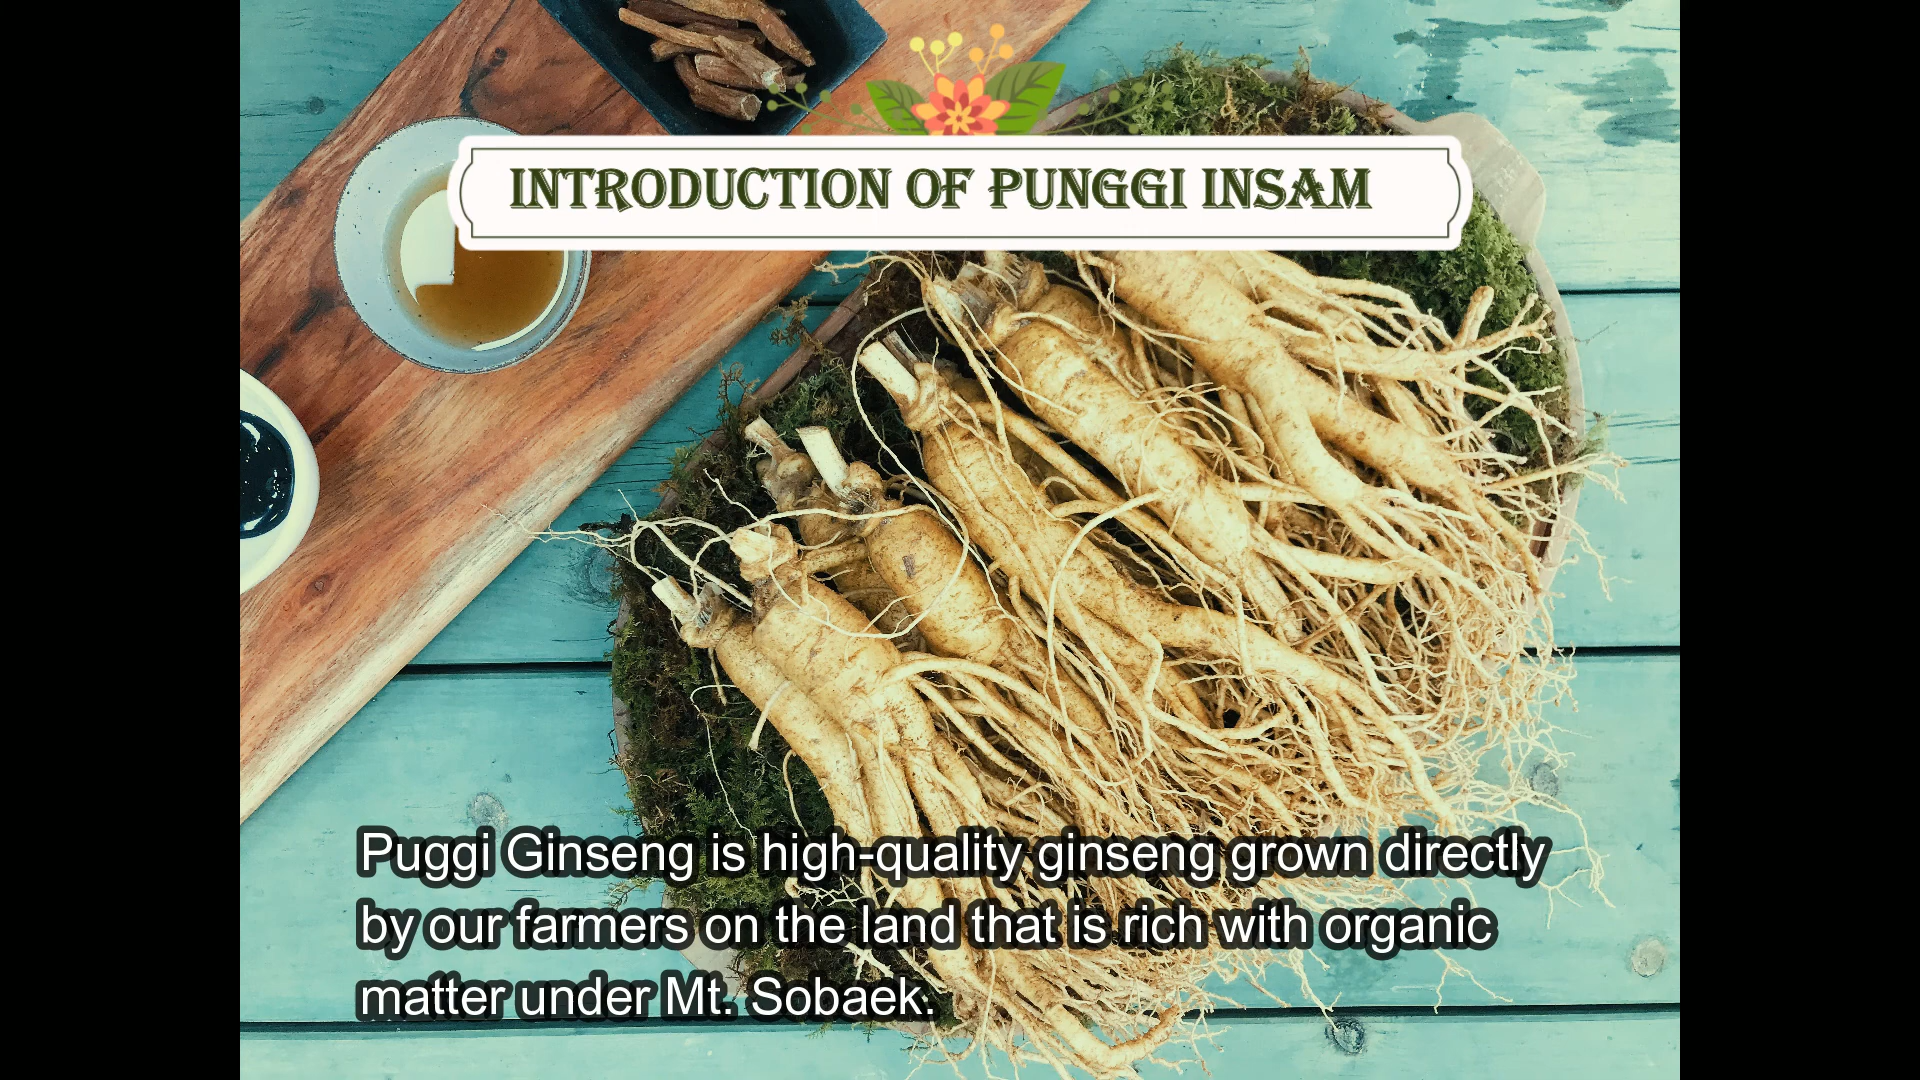 INTRODUCTION OF PUNGGI INSAM
Puggi Ginseng is high-quality ginseng grown directly
by our farmers on the land that is rich with organic
matter under Mt. Sobaek.